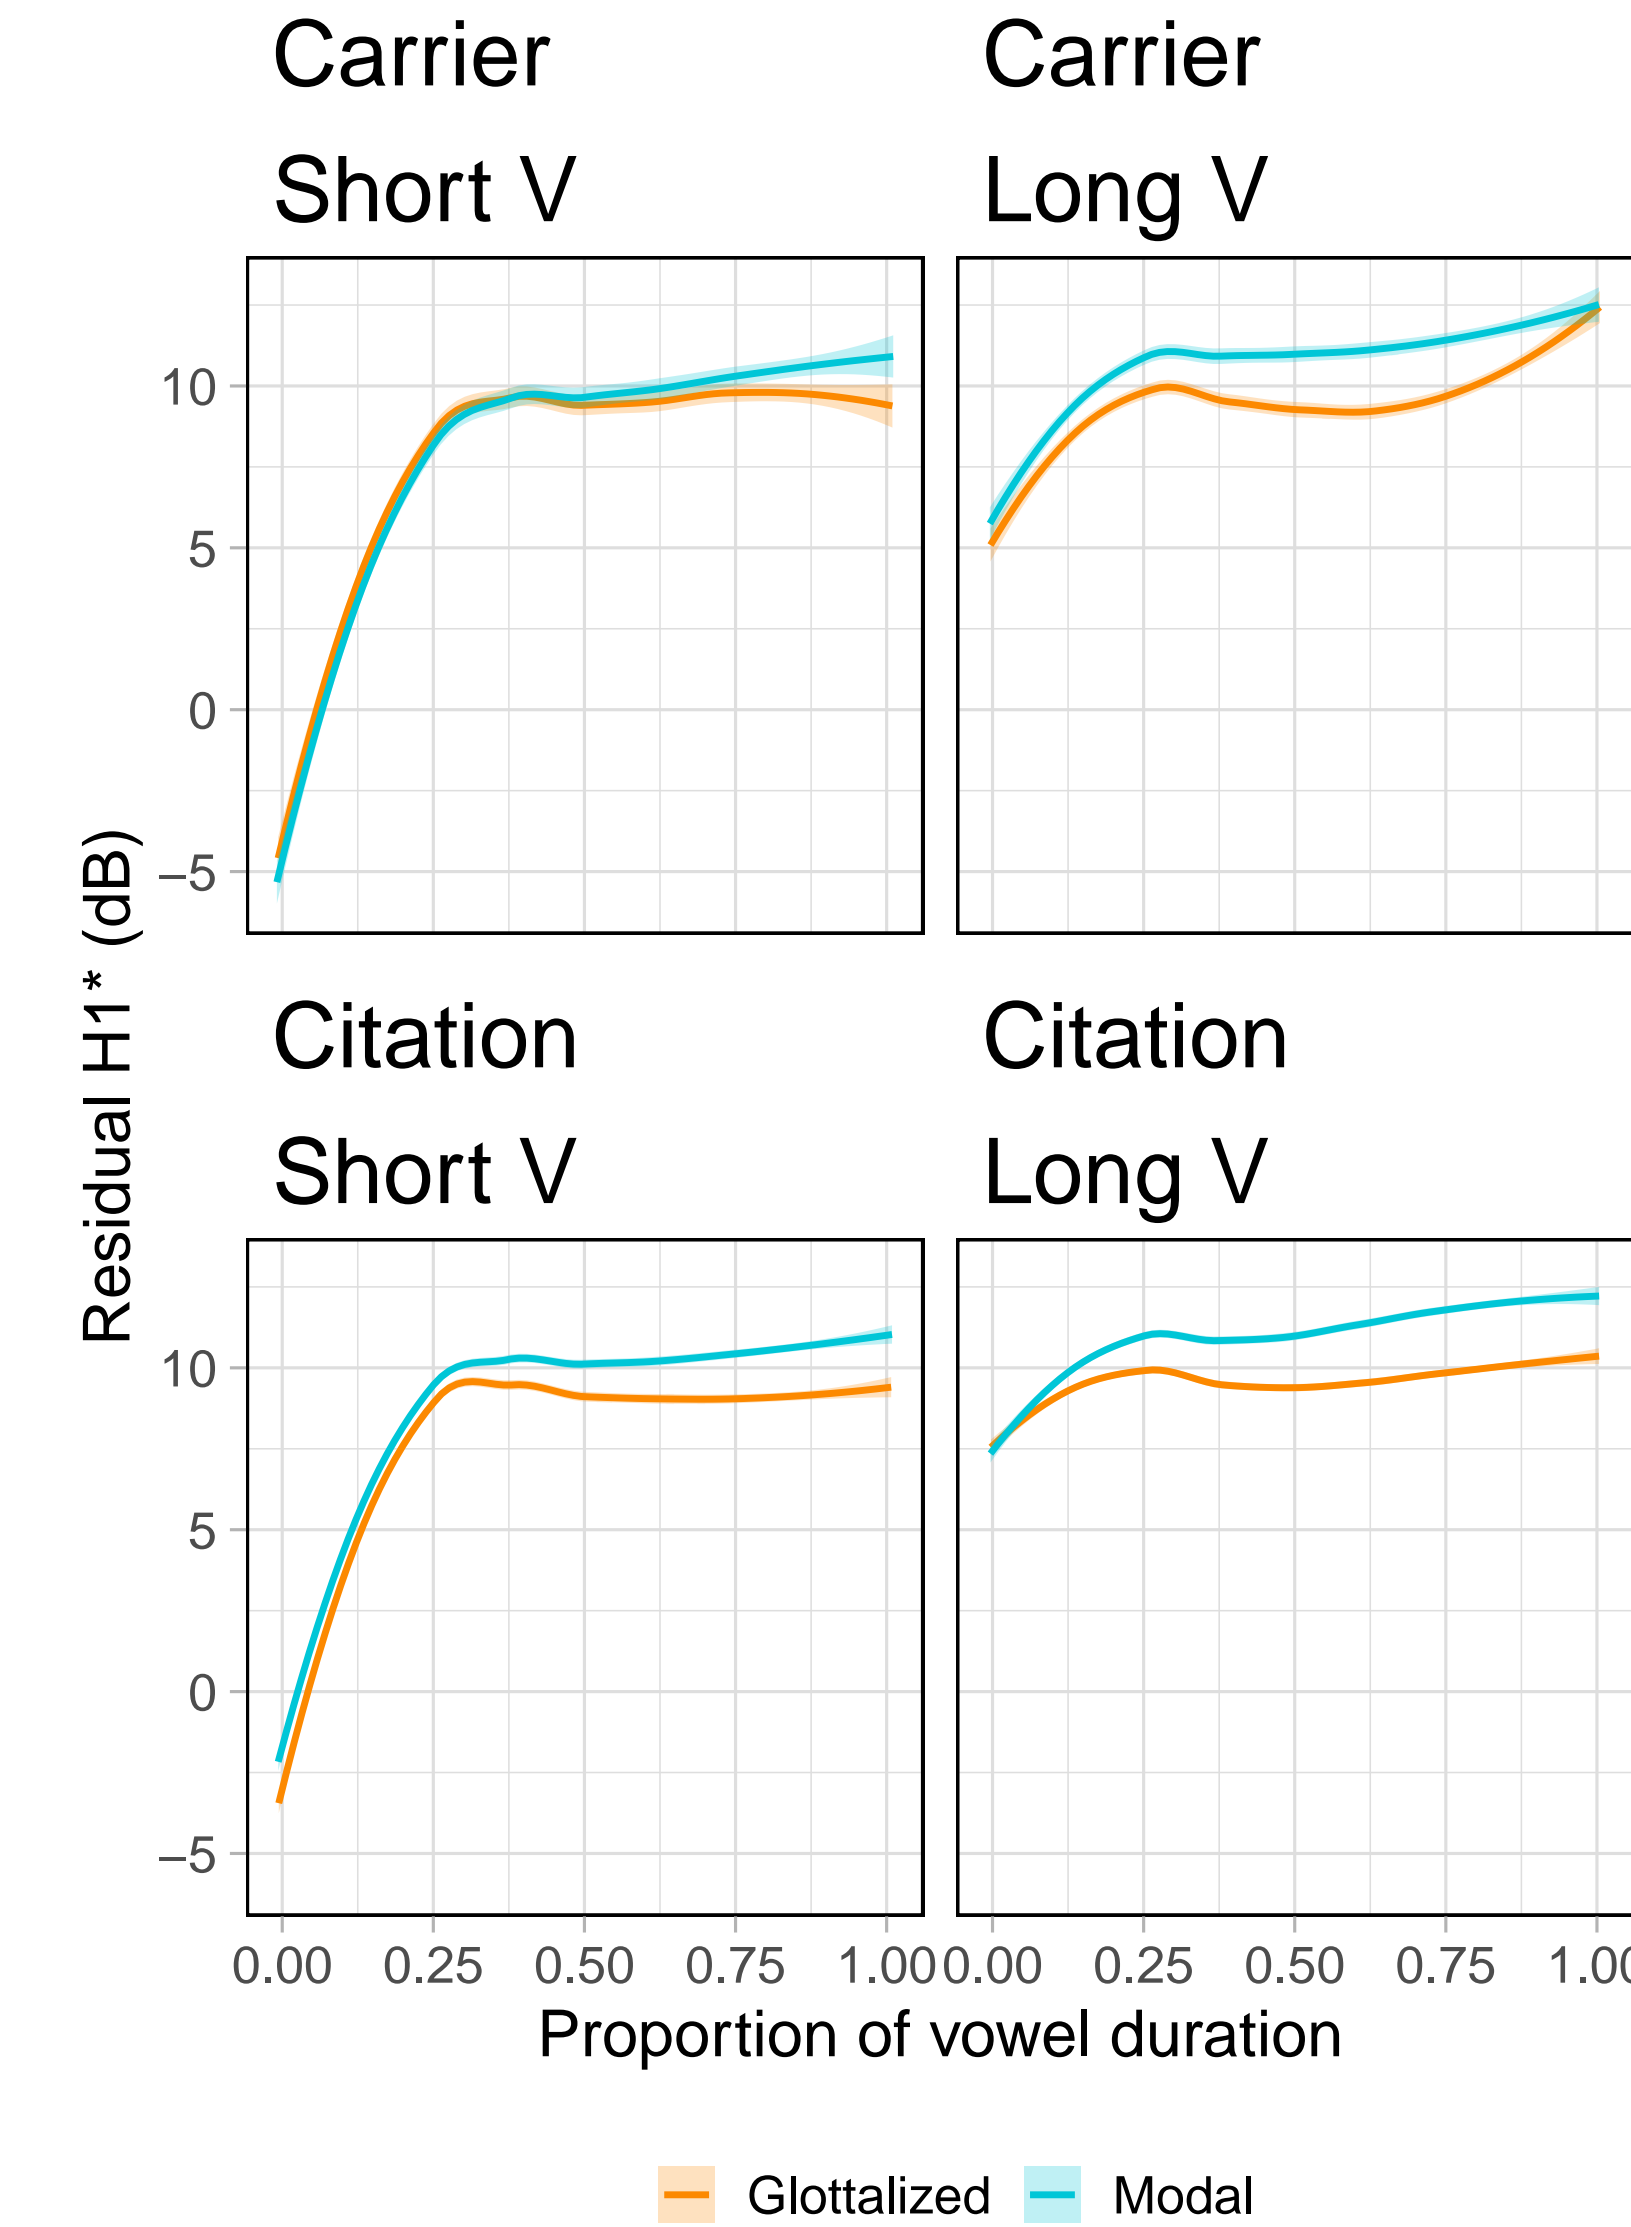 Carrier
Short V
Carrier
Long V
10
5
0
−5
Residual H1* (dB)
Citation
Short V
Citation
Long V
10
5
0
−5
0.00 0.25 0.50 0.75 1.00
0.00 0.25 0.50 0.75 1.00
Proportion of vowel duration
Glottalized Modal